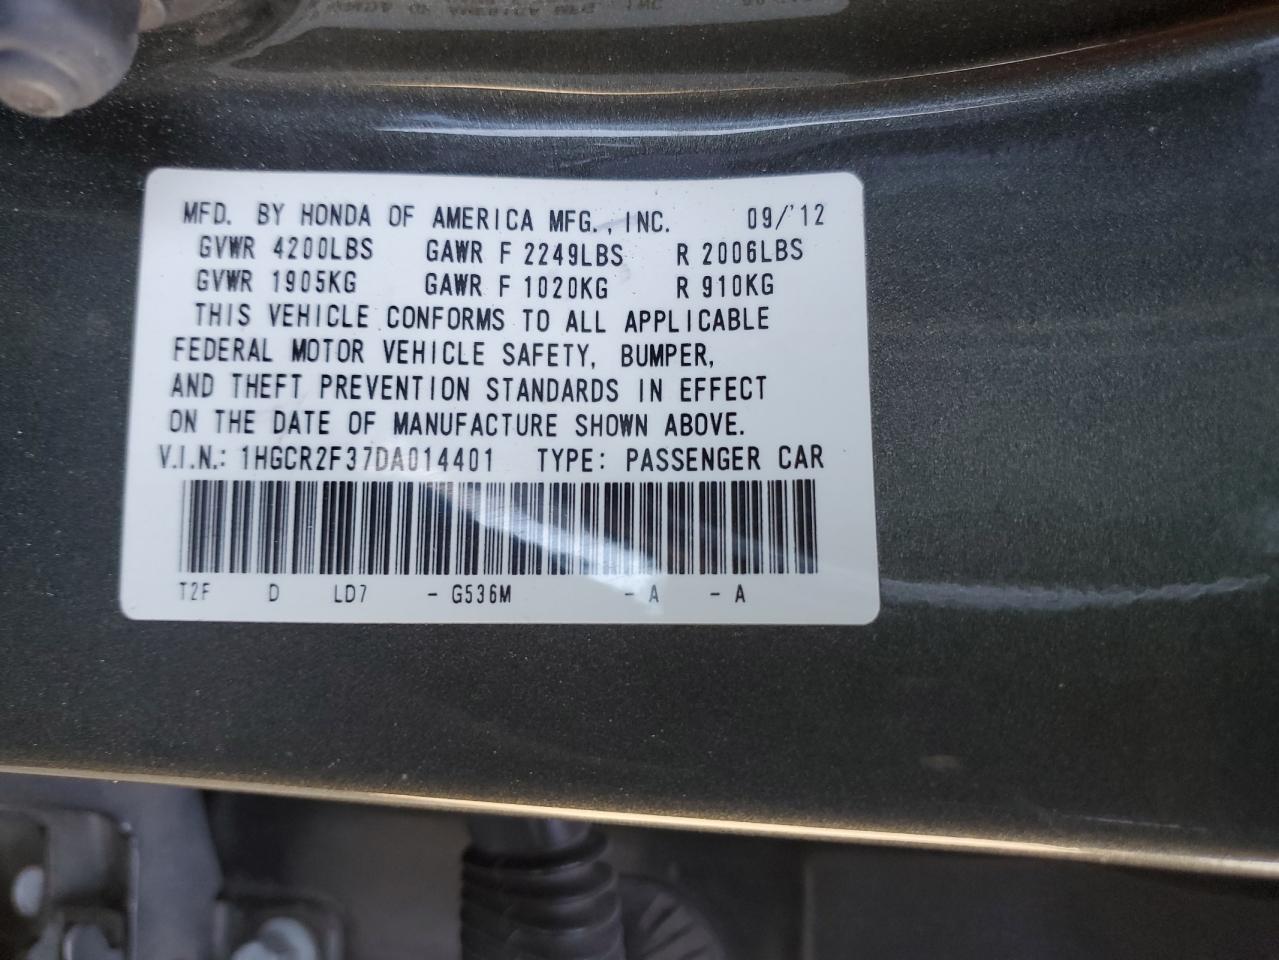 MFD. BY HONDA OF AMERICA MFG., INC. 09/'12
GVWR 4200LBS GAWR F 2249LBS R 2006LBS
GVWR 1905KG GAWR F 1020KG R 910KG
THIS VEHICLE CONFORMS TO ALL APPLICABLE
FEDERAL MOTOR VEHICLE SAFETY, BUMPER,
AND THEFT PREVENTION STANDARDS IN EFFECT
ON THE DATE OF MANUFACTURE SHOWN ABOVE.
V.I.N.: 1HGCR2F37DA014401 TYPE: PASSENGER CAR
T2F D LD7 - G536M - A - A